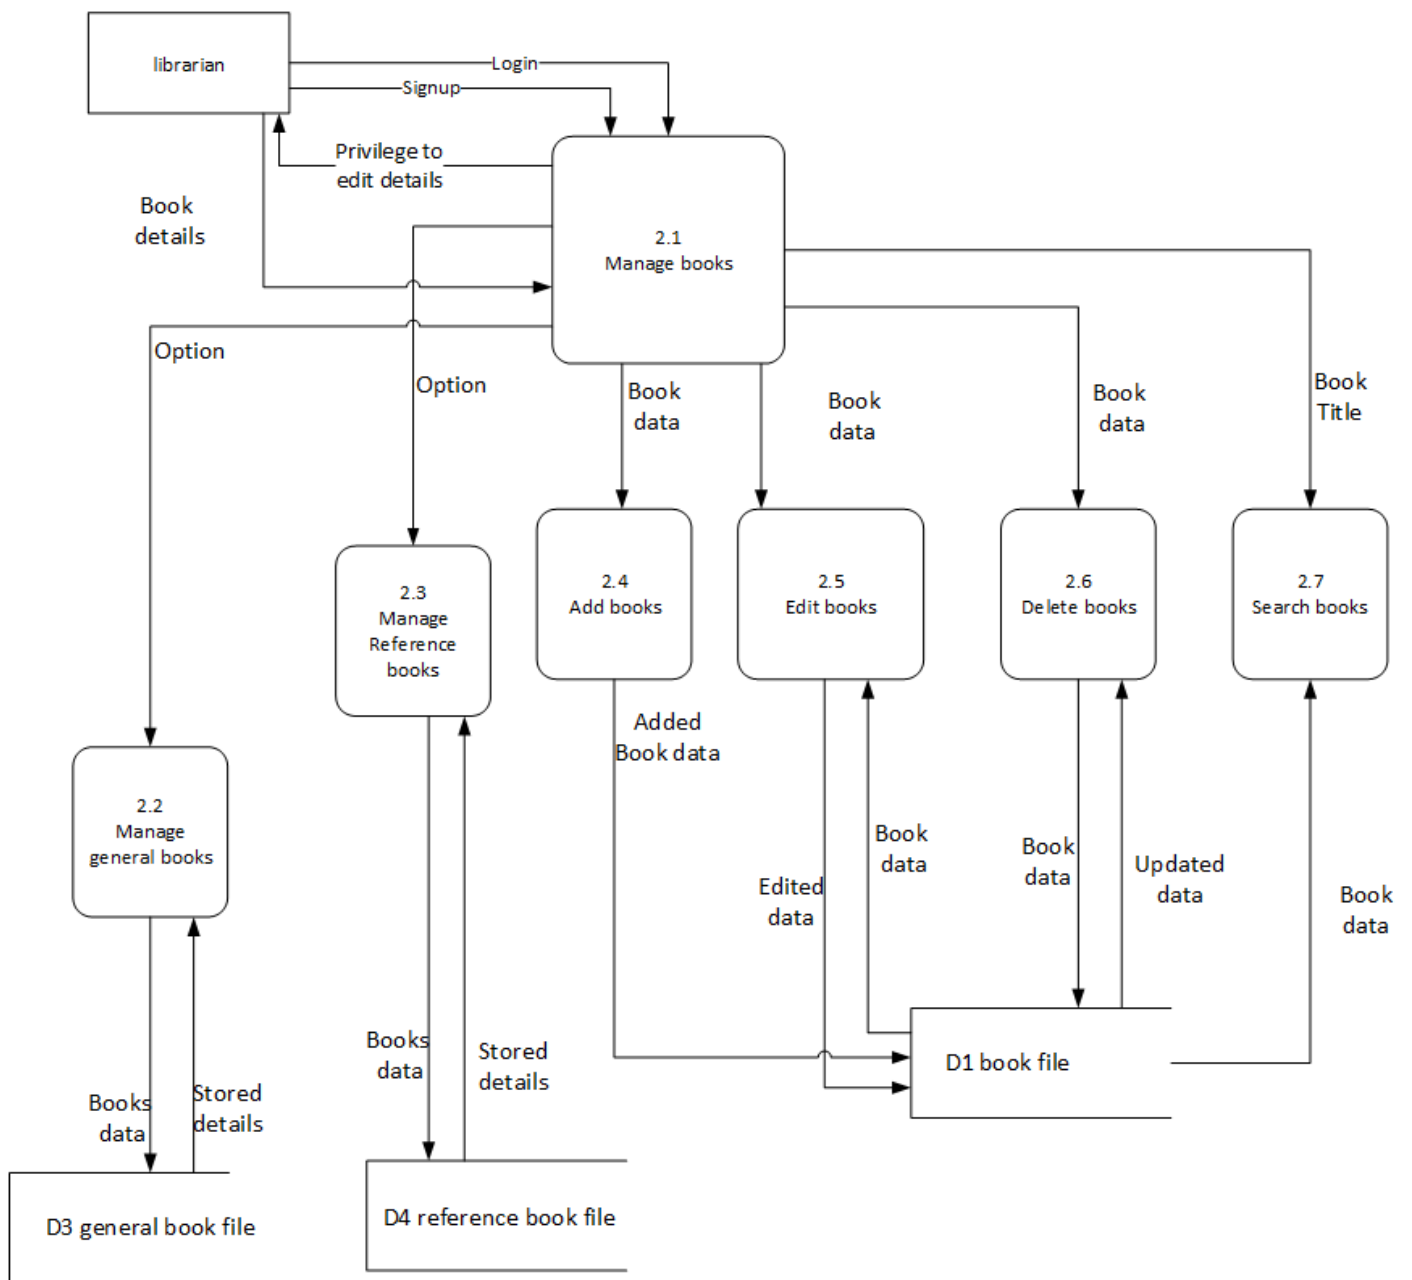 librarian
Login
Signup
Privilege to
edit details
Book
details
2.1
Manage books
Option
Option
Book
data
Book
data
Book
data
Book
Title
2.3
Manage
Reference
books
2.4
Add books
2.5
Edit books
2.6
Delete books
2.7
Search books
Added
Book data
2.2
Manage
general books
Edited
data
Book
data
Book
data
Updated
data
Book
data
Books
data
Stored
details
Books
data
Stored
details
D1 book file
D3 general book file
D4 reference book file